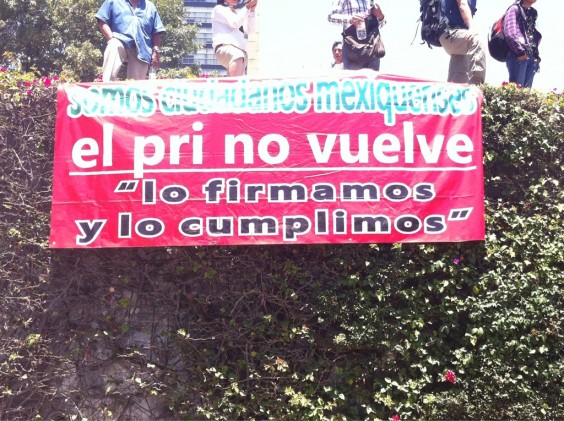 somos ciudadanos mexiquenses
el pri no vuelve
"lo firmamos
y lo cumplimos"